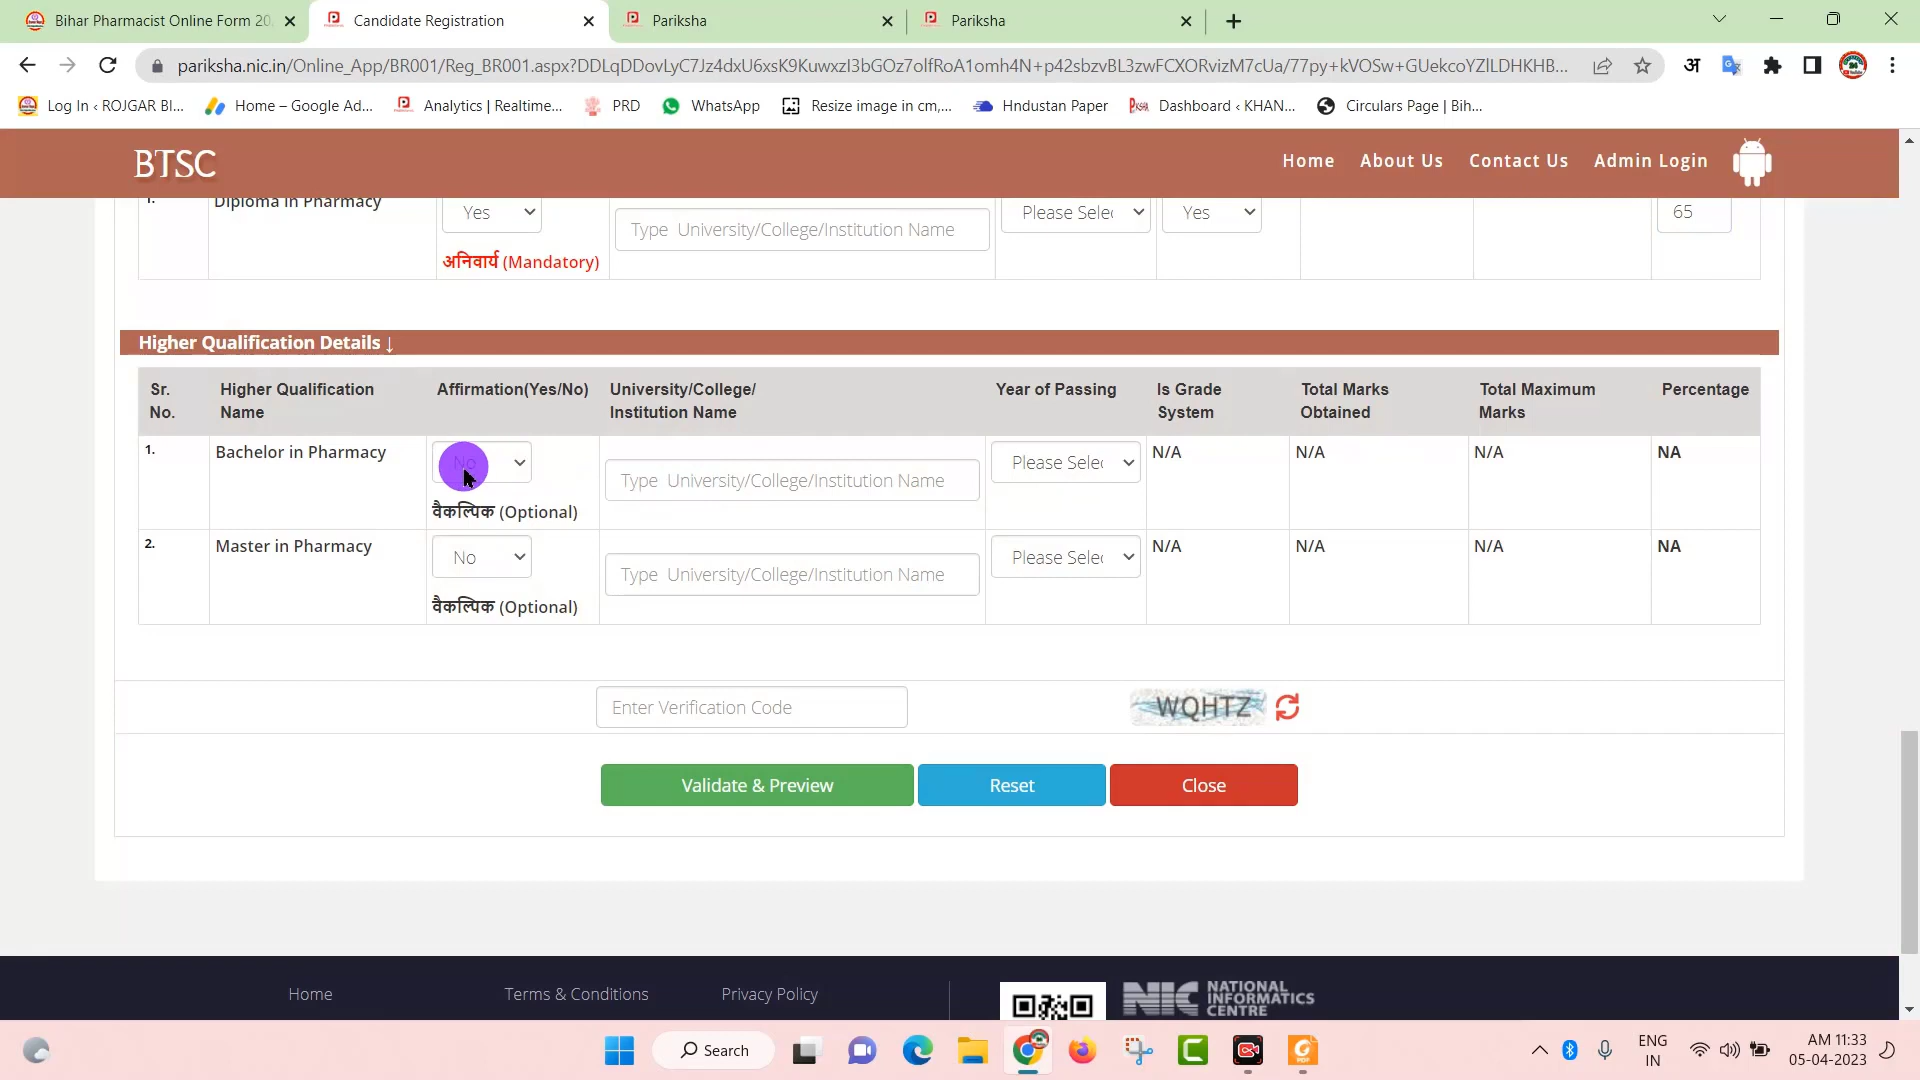 Bihar Pharmacist Online Form 20
Candidate Registration
Pariksha
Pariksha
pariksha.nic.in/Online_App/BR001/Reg_BR001.aspx?DDLqDDovLyC7Jz4dxU6xsK9KuwxzI3bGOz7olfRoA1omh4N+p42sbzvBL3zwFCXORvizM7cUa/77py+kVOSw+GUekcoYZlLDHKHB...
अ
Log In ‹ ROJGAR BI...
Home – Google Ad...
Analytics | Realtime...
PRD
WhatsApp
Resize image in cm,...
Hndustan Paper
Dashboard ‹ KHAN...
Circulars Page | Bih...
BTSC
Home About Us Contact Us Admin Login
1. Diploma in Pharmacy Yes Type University/College/Institution Name Please Selec Yes 65
अनिवार्य (Mandatory)
Higher Qualification Details ↓
Sr. No.
Higher Qualification Name
Affirmation(Yes/No)
University/College/ Institution Name
Year of Passing
Is Grade System
Total Marks Obtained
Total Maximum Marks
Percentage
1. Bachelor in Pharmacy No Type University/College/Institution Name Please Selec N/A N/A N/A NA
वैकल्पिक (Optional)
2. Master in Pharmacy No Type University/College/Institution Name Please Selec N/A N/A N/A NA
वैकल्पिक (Optional)
Enter Verification Code WQHTZ
Validate & Preview Reset Close
Home Terms & Conditions Privacy Policy
NIC NATIONAL INFORMATICS CENTRE
Search
ENG
IN
AM 11:33
05-04-2023